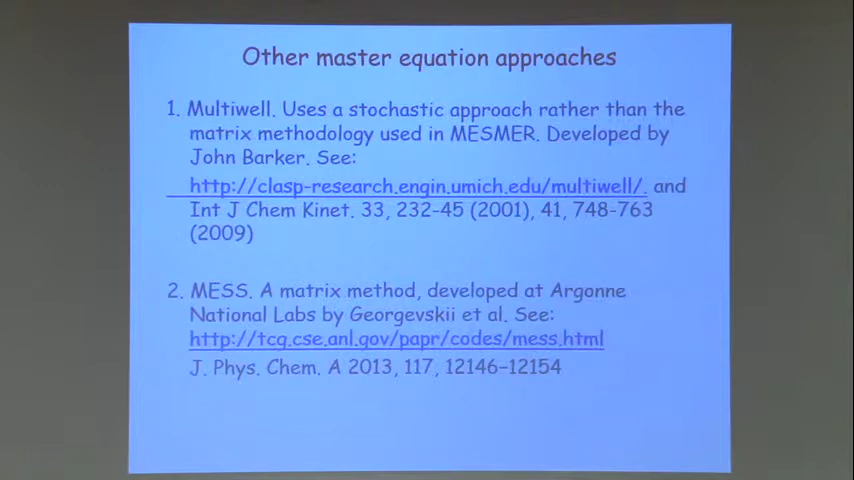 Other master equation approaches
1. Multiwell. Uses a stochastic approach rather than the
matrix methodology used in MESMER. Developed by
John Barker. See:
http://clasp-research.engin.umich.edu/multiwell/. and
Int J Chem Kinet. 33, 232-45 (2001), 41, 748-763
(2009)
2. MESS. A matrix method, developed at Argonne
National Labs by Georgevskii et al. See:
http://tcg.cse.anl.gov/papr/codes/mess.html
J. Phys. Chem. A 2013, 117, 12146−12154